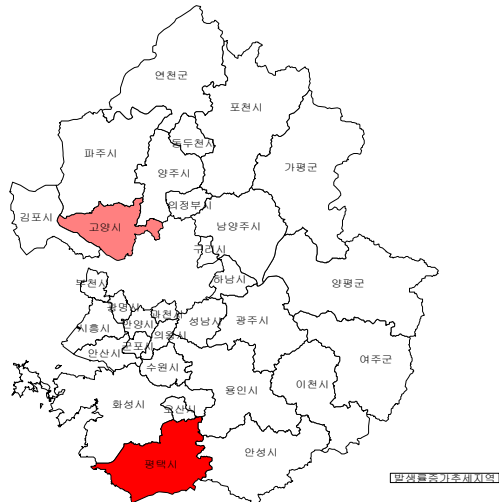 연천군
포천시
동두천시
파주시
양주시
가평군
의정부시
김포시
고양시
남양주시
구리시
하남시
부천시
양평군
광명시
과천시
시흥시
안양시
성남시
광주시
의왕시
군포시
안산시
여주군
수원시
용인시
이천시
화성시
오산시
안성시
평택시
발생률증가추세지역